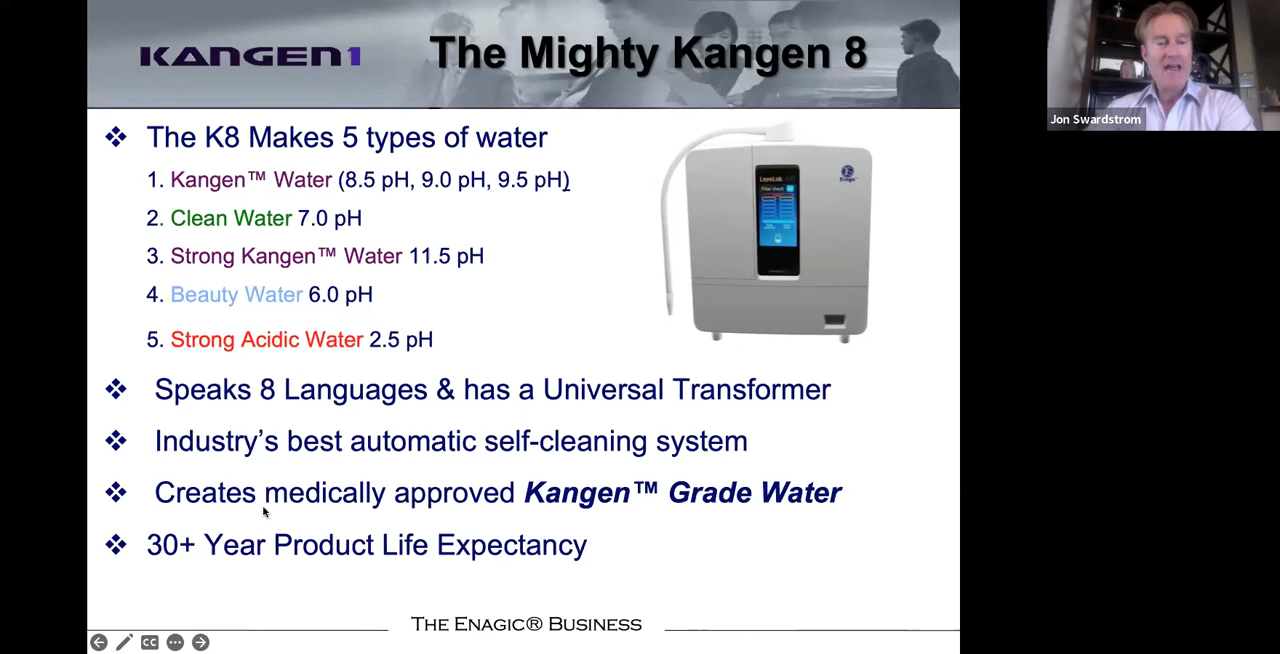 KANGEN1
The Mighty Kangen 8
Jon Swardstrom
❖ The K8 Makes 5 types of water
1. Kangen™ Water (8.5 pH, 9.0 pH, 9.5 pH)
2. Clean Water 7.0 pH
3. Strong Kangen™ Water 11.5 pH
4. Beauty Water 6.0 pH
5. Strong Acidic Water 2.5 pH
Filter check
Enagic
❖ Speaks 8 Languages & has a Universal Transformer
❖ Industry’s best automatic self-cleaning system
❖ Creates medically approved Kangen™ Grade Water
❖ 30+ Year Product Life Expectancy
THE ENAGIC® BUSINESS
CC